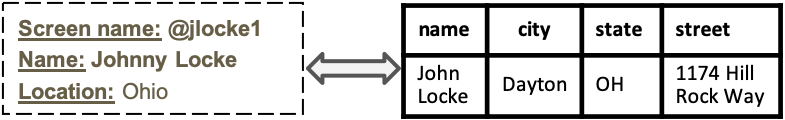 Screen name: @jlocke1
Name: Johnny Locke
Location: Ohio
name city state street
John Locke Dayton OH 1174 Hill Rock Way